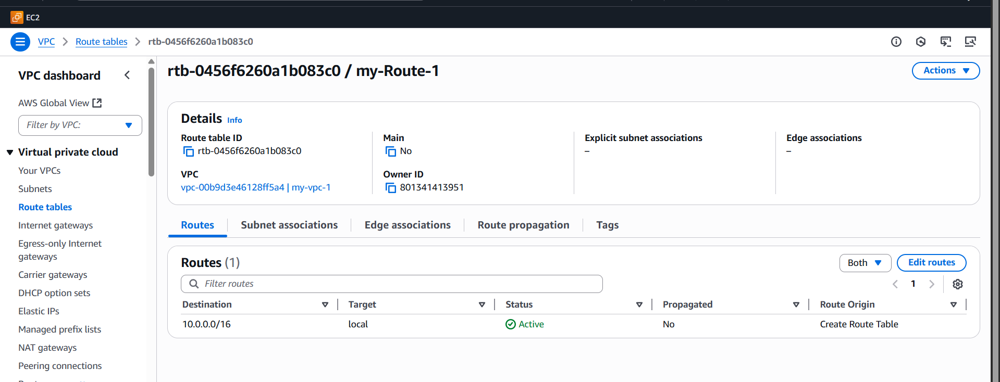 EC2
VPC > Route tables > rtb-0456f6260a1b083c0
VPC dashboard
AWS Global View
Filter by VPC:
Virtual private cloud
Your VPCs
Subnets
Route tables
Internet gateways
Egress-only Internet
gateways
Carrier gateways
DHCP option sets
Elastic IPs
Managed prefix lists
NAT gateways
Peering connections
rtb-0456f6260a1b083c0 / my-Route-1
Actions
Details Info
Route table ID
rtb-0456f6260a1b083c0
Main
No
Explicit subnet associations
–
Edge associations
–
VPC
vpc-00b9d3e46128ff5a4 | my-vpc-1
Owner ID
801341413951
Routes Subnet associations Edge associations Route propagation Tags
Routes (1)
Both
Edit routes
Filter routes
1
Destination Target Status Propagated Route Origin
10.0.0.0/16 local Active No Create Route Table